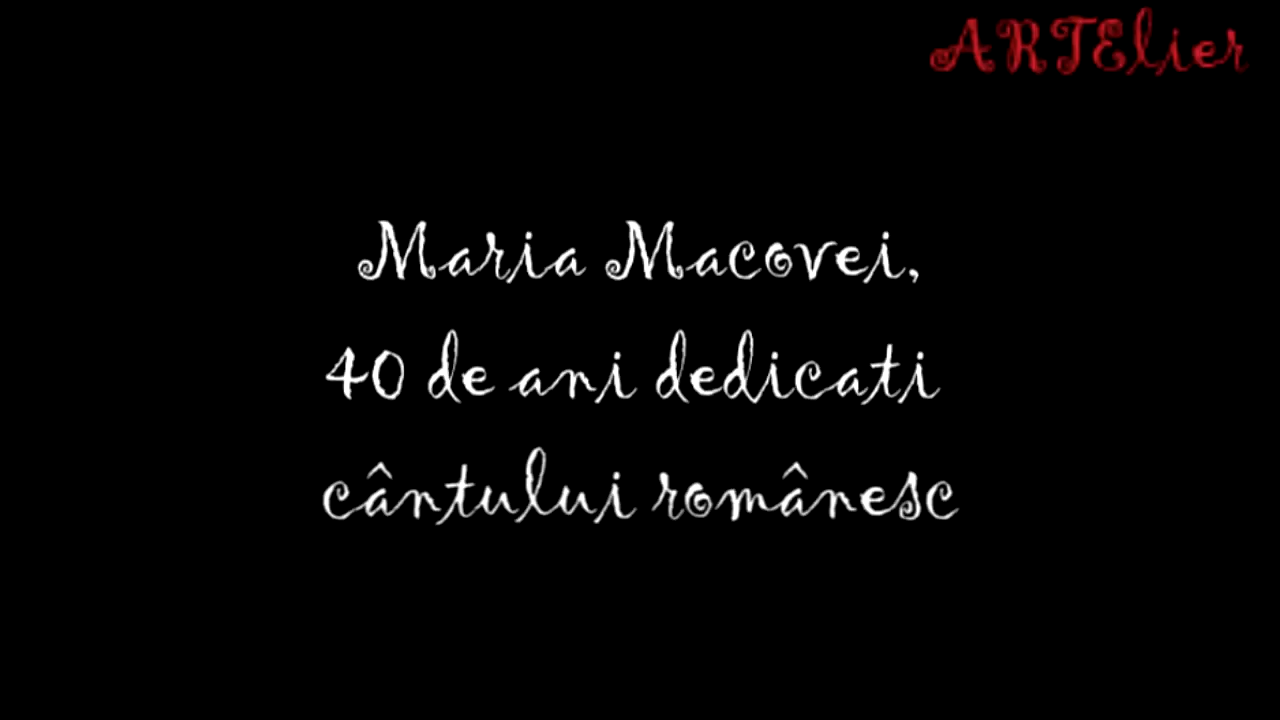 ARTElier
Maria Macovei,
40 de ani dedicati
cântului românesc